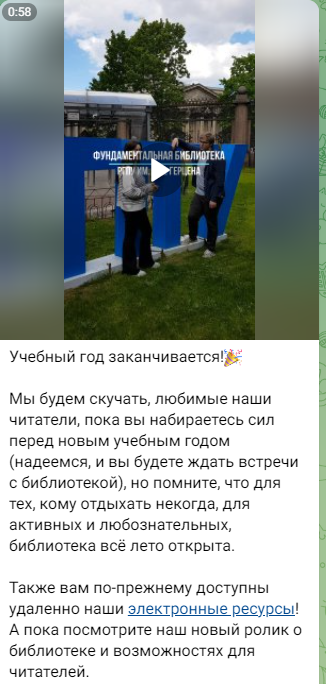 0:58
ФУНДАМЕНТАЛЬНАЯ БИБЛИОТЕКА
РГПУ ИМ. ГЕРЦЕНА
Учебный год заканчивается!🎉
Мы будем скучать, любимые наши
читатели, пока вы набираетесь сил
перед новым учебным годом
(надеемся, и вы будете ждать встречи
с библиотекой), но помните, что для
тех, кому отдыхать некогда, для
активных и любознательных,
библиотека всё лето открыта.
Также вам по-прежнему доступны
удаленно наши электронные ресурсы!
А пока посмотрите наш новый ролик о
библиотеке и возможностях для
читателей.